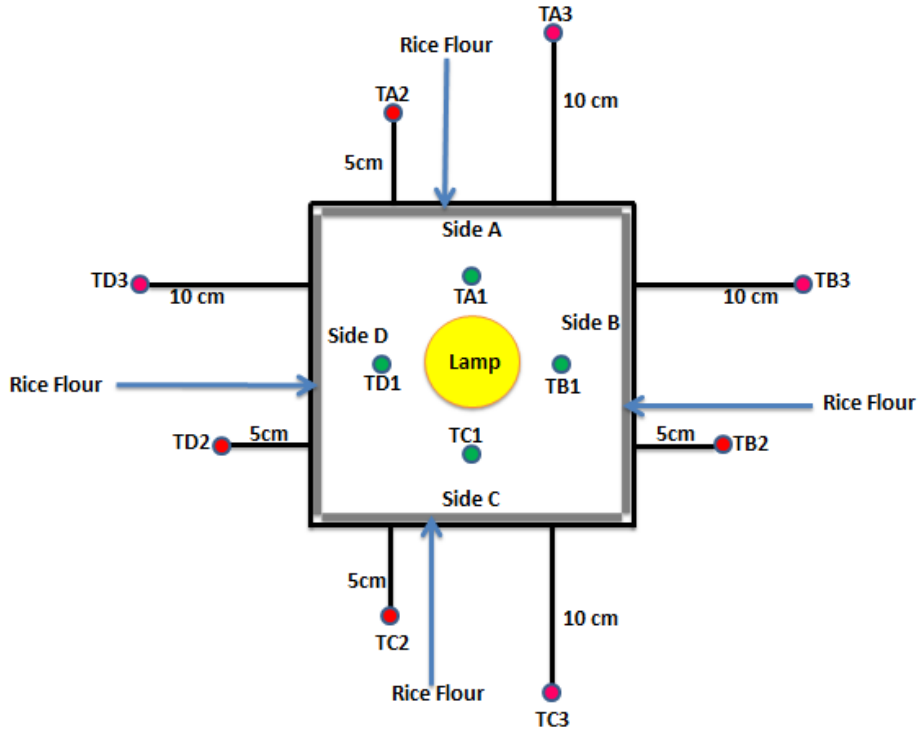 TA3
Rice Flour
TA2
10 cm
5cm
Side A
TD3
TA1
TB3
10 cm
10 cm
Side D
Side B
Lamp
TD1
TB1
Rice Flour
Rice Flour
TC1
TD2
5cm
5cm
TB2
Side C
5cm
10 cm
TC2
Rice Flour
TC3